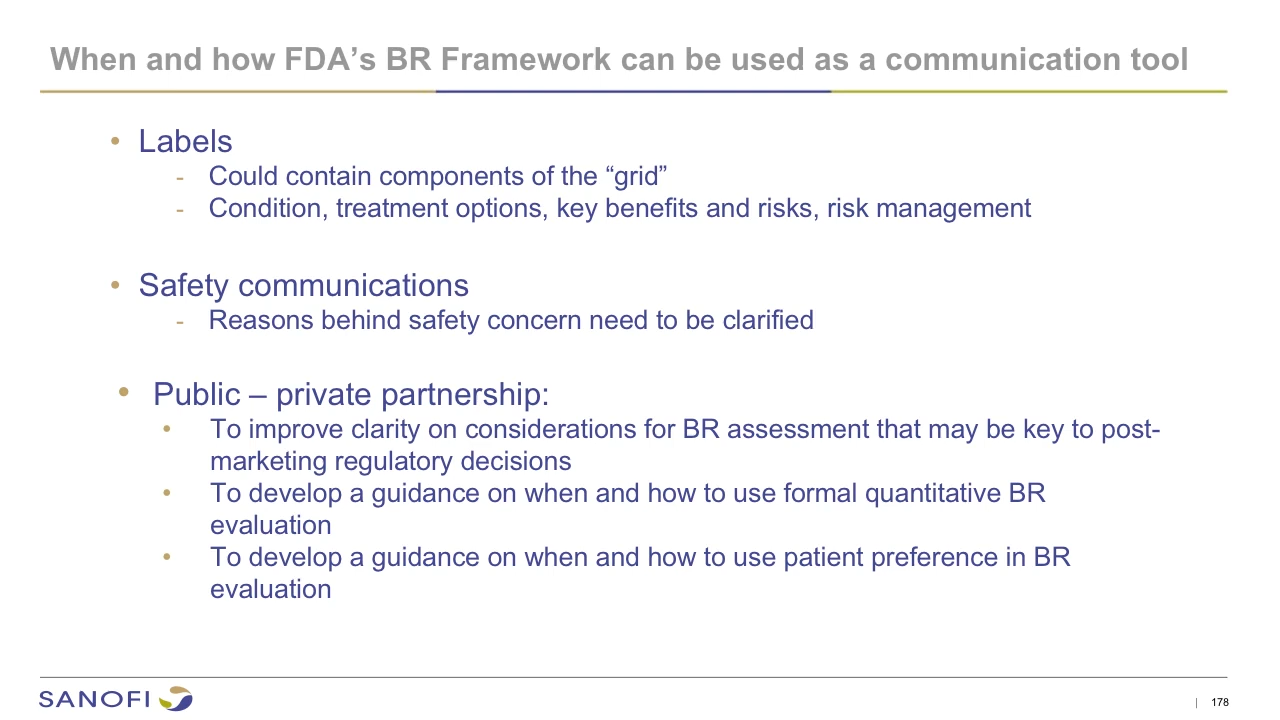 When and how FDA’s BR Framework can be used as a communication tool
• Labels
- Could contain components of the “grid”
- Condition, treatment options, key benefits and risks, risk management
• Safety communications
- Reasons behind safety concern need to be clarified
• Public – private partnership:
• To improve clarity on considerations for BR assessment that may be key to post-
marketing regulatory decisions
• To develop a guidance on when and how to use formal quantitative BR
evaluation
• To develop a guidance on when and how to use patient preference in BR
evaluation
SANOFI
| 178